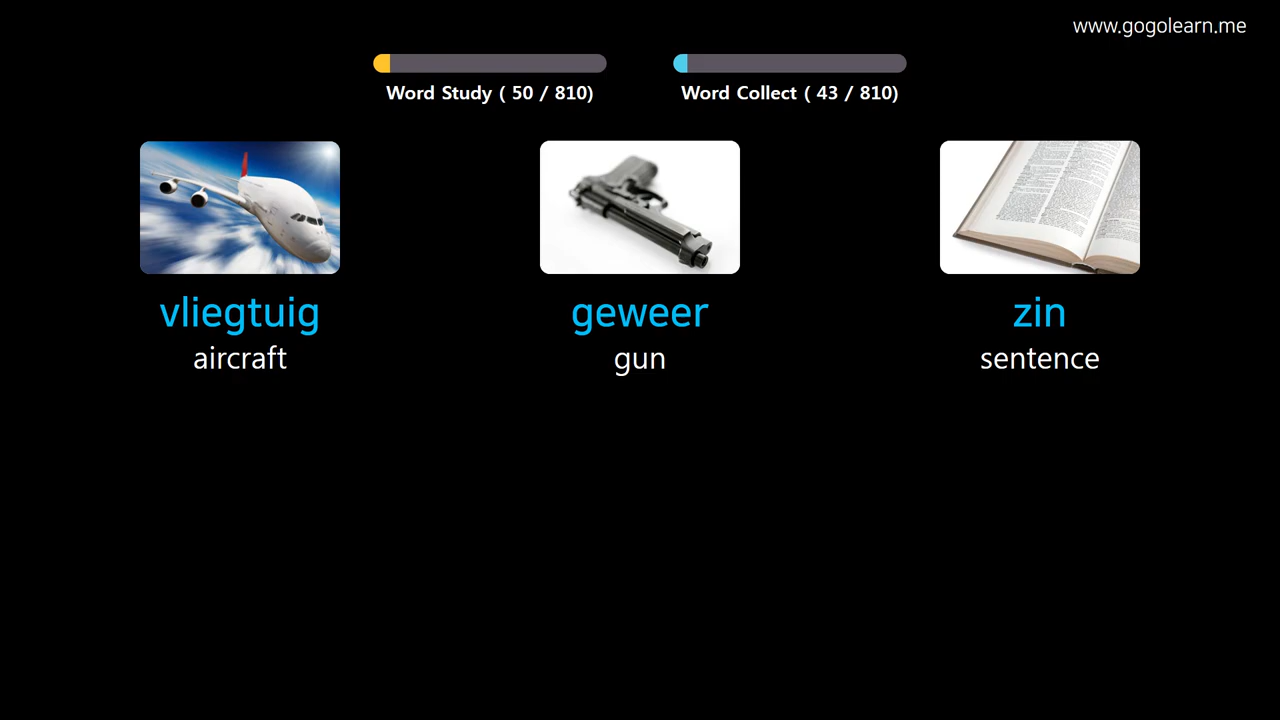 www.gogolearn.me
Word Study ( 50 / 810)
Word Collect ( 43 / 810)
vliegtuig
aircraft
geweer
gun
zin
sentence